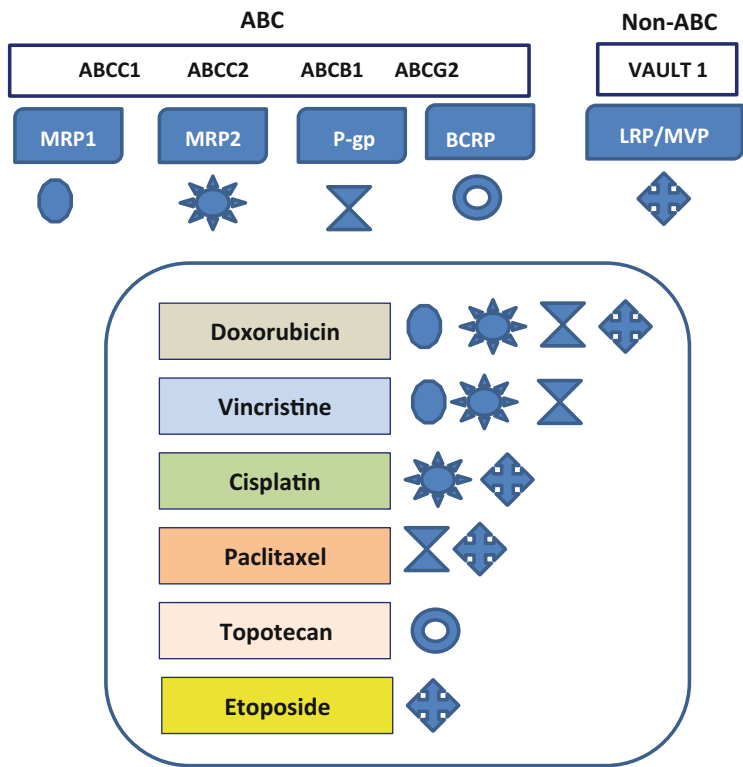 ABC Non-ABC
ABCC1 ABCC2 ABCB1 ABCG2 VAULT 1
MRP1 MRP2 P-gp BCRP LRP/MVP
Doxorubicin
Vincristine
Cisplatin
Paclitaxel
Topotecan
Etoposide